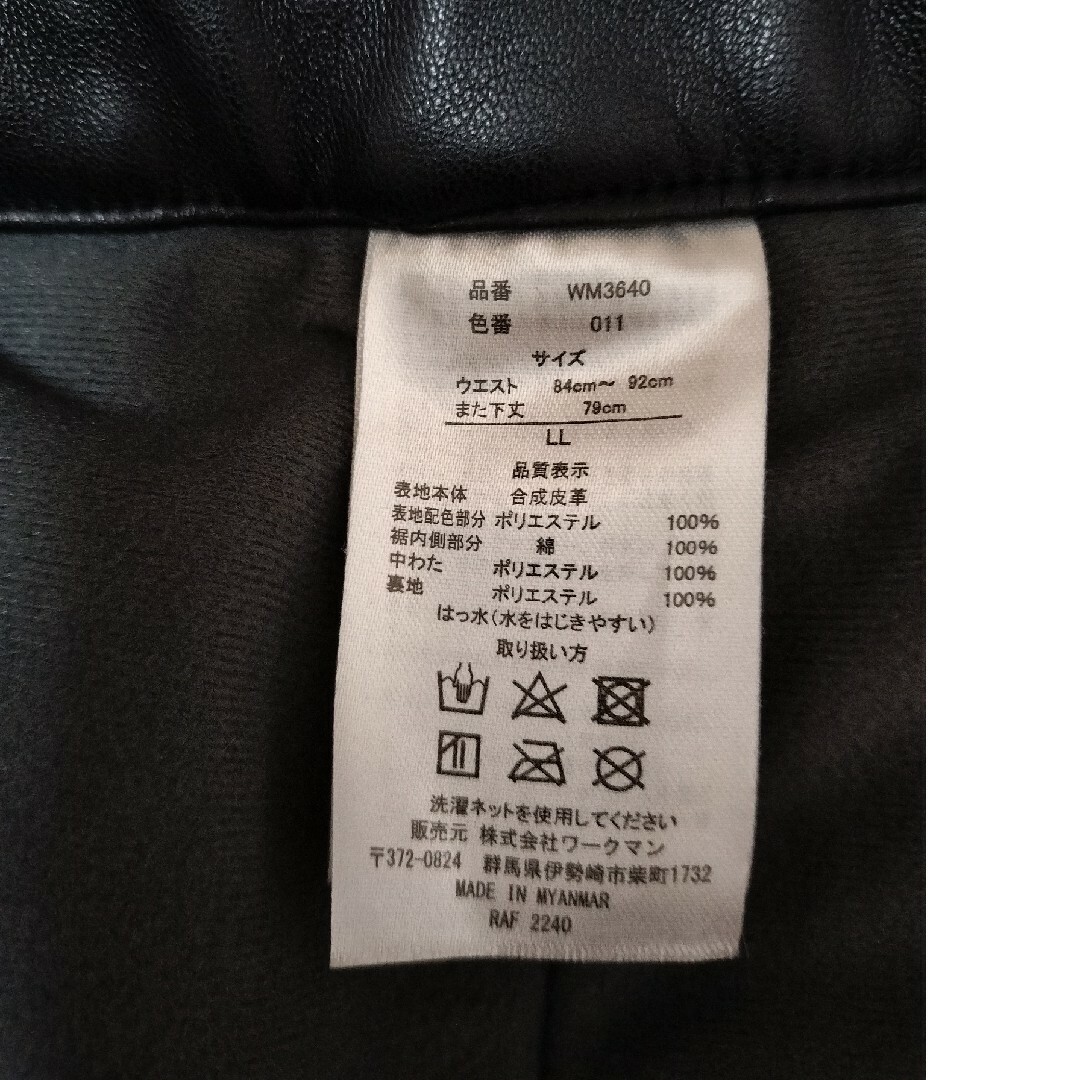 品番 WM3640
色番 011
サイズ
ウエスト 84cm～ 92cm
また下丈 79cm
LL
品質表示
表地本体 合成皮革
表地配色部分 ポリエステル 100%
裾内側部分 綿 100%
中わた ポリエステル 100%
裏地 ポリエステル 100%
はっ水(水をはじきやすい)
取り扱い方
洗濯ネットを使用してください
販売元 株式会社ワークマン
〒372-0824 群馬県伊勢崎市柴町1732
MADE IN MYANMAR
RAF 2240